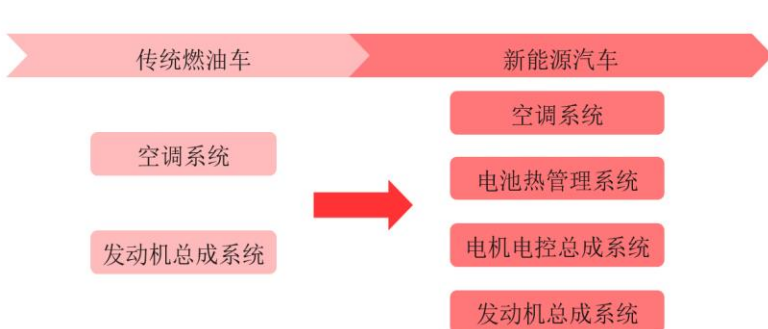 传统燃油车
新能源汽车
空调系统
发动机总成系统
空调系统
电池热管理系统
电机电控总成系统
发动机总成系统